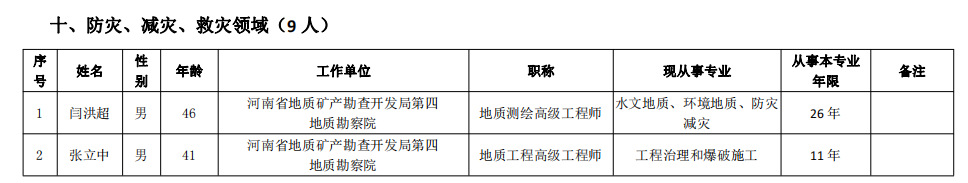 十、防灾、减灾、救灾领域（9 人）
序号 姓名 性别 年龄 工作单位 职称 现从事专业 从事本专业年限 备注
1 闫洪超 男 46 河南省地质矿产勘查开发局第四地质勘察院 地质测绘高级工程师 水文地质、环境地质、防灾减灾 26 年
2 张立中 男 41 河南省地质矿产勘查开发局第四地质勘察院 地质工程高级工程师 工程治理和爆破施工 11 年